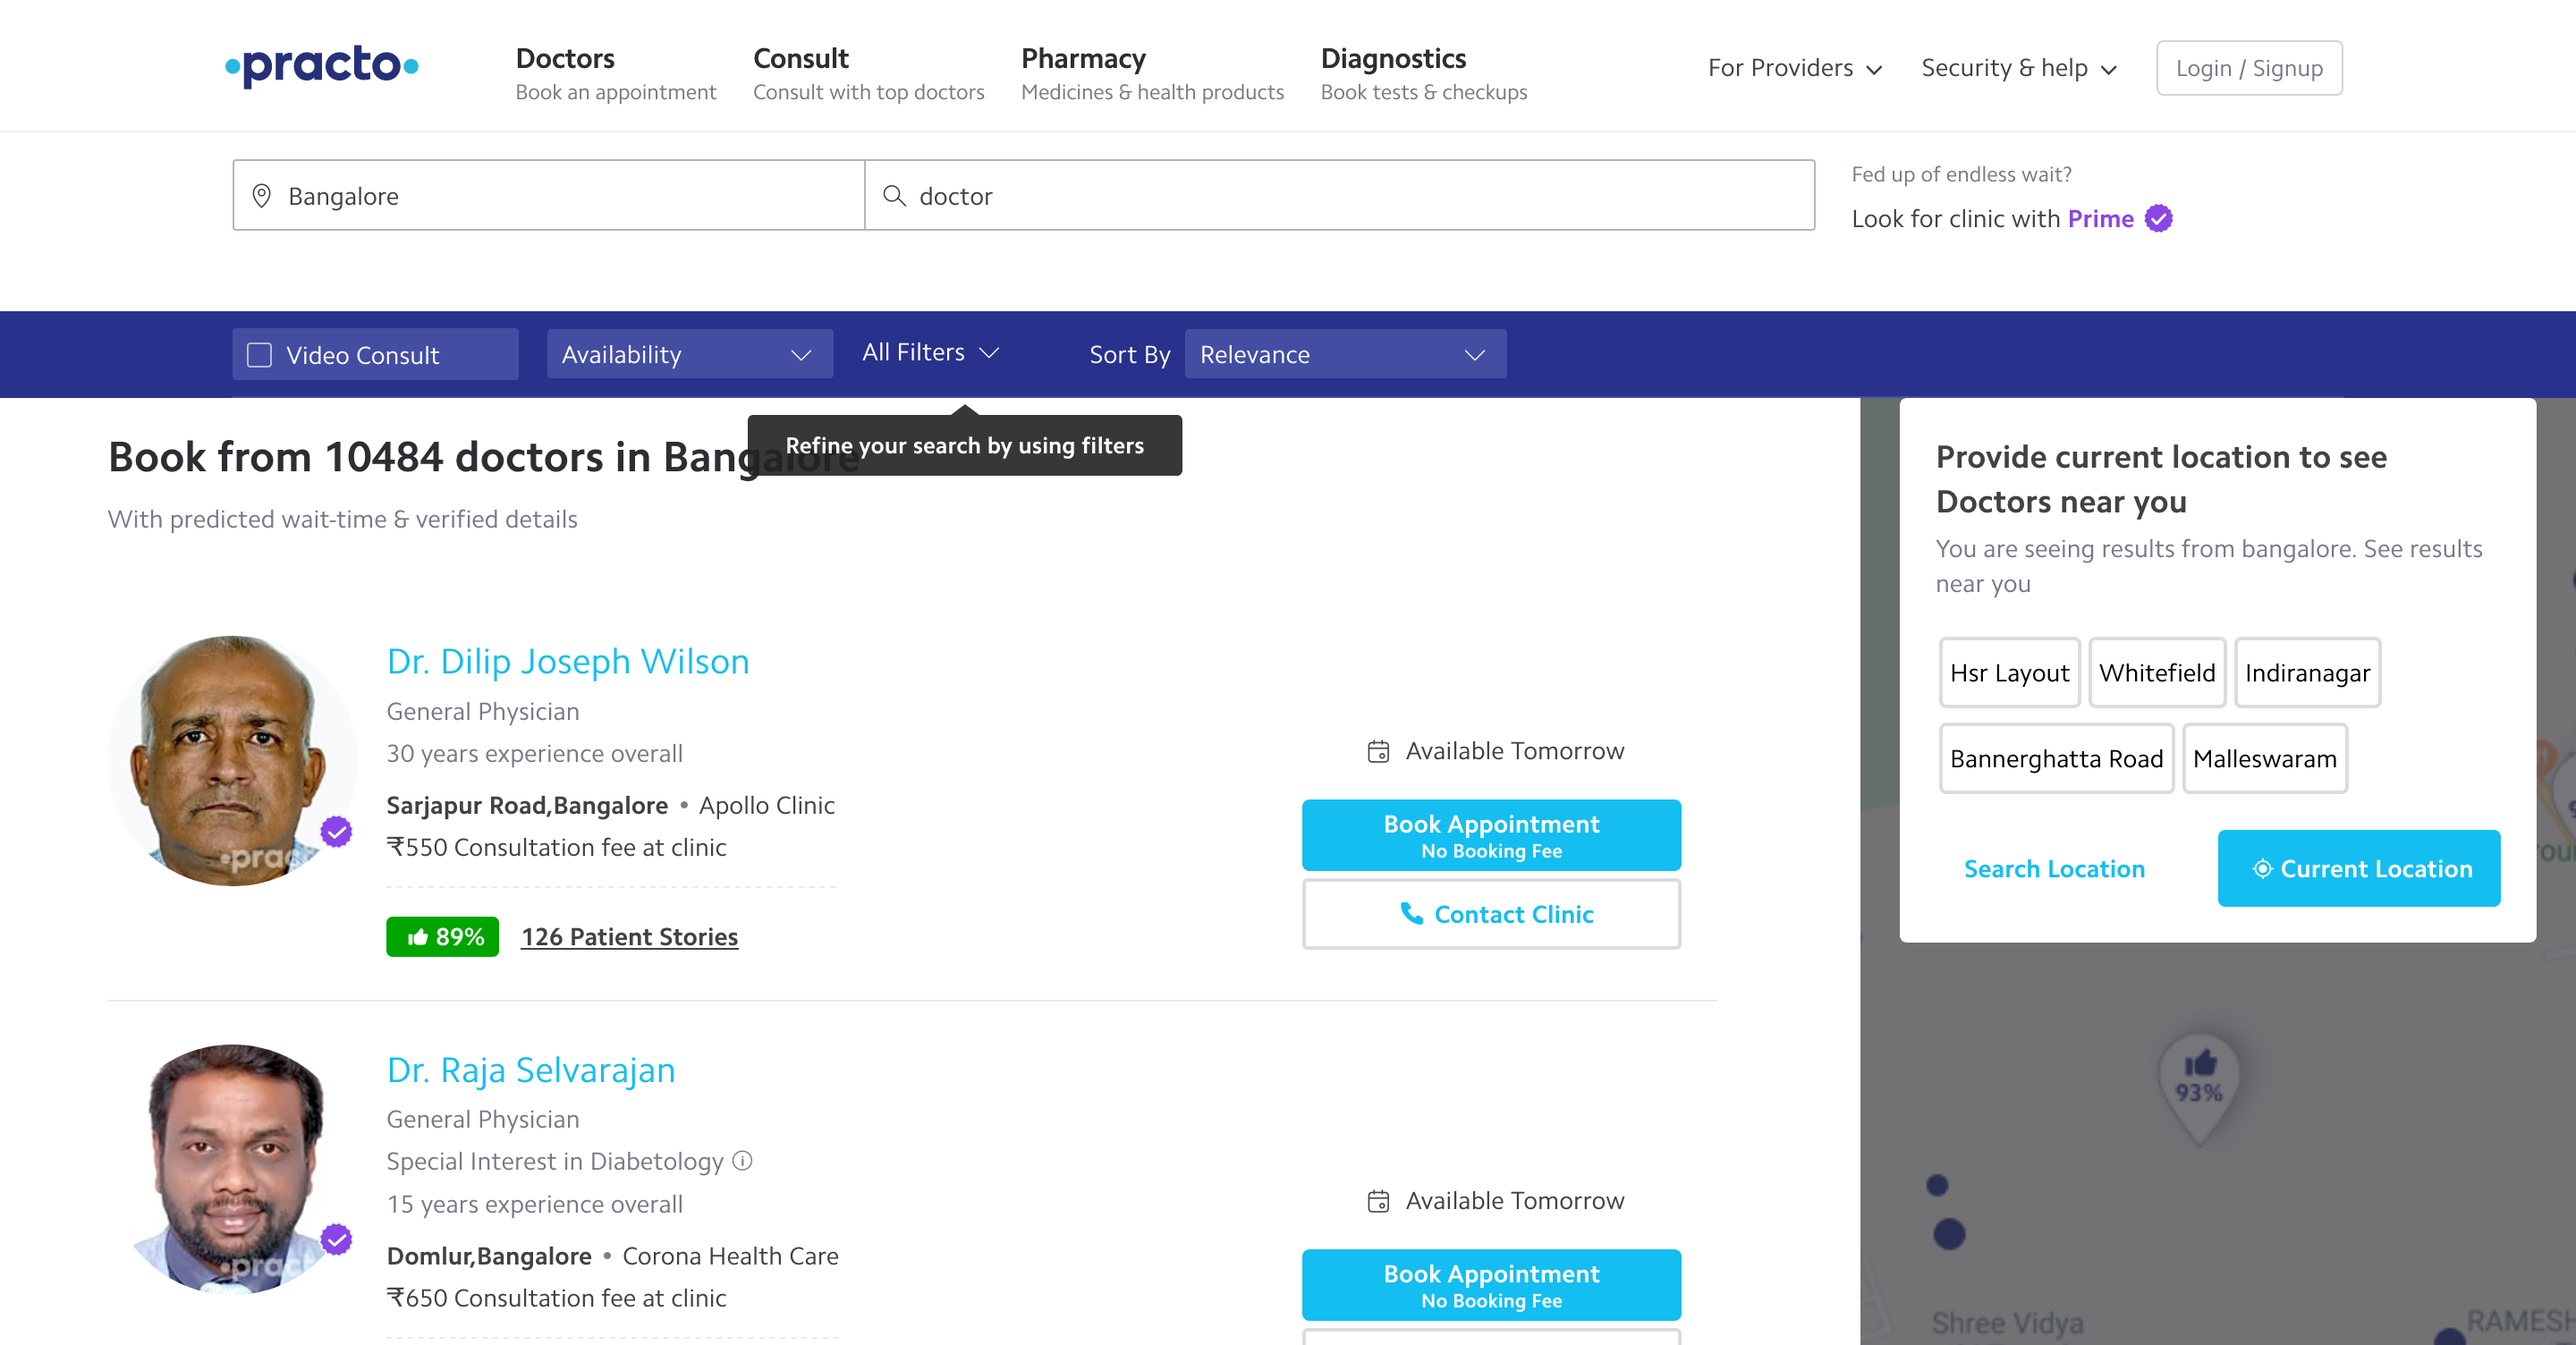 practo
Doctors
Book an appointment
Consult
Consult with top doctors
Pharmacy
Medicines & health products
Diagnostics
Book tests & checkups
For Providers
Security & help
Login / Signup
Bangalore
doctor
Fed up of endless wait?
Look for clinic with Prime
Video Consult
Availability
All Filters
Sort By
Relevance
Refine your search by using filters
Book from 10484 doctors in Bangalore
With predicted wait-time & verified details
Dr. Dilip Joseph Wilson
General Physician
30 years experience overall
Sarjapur Road,Bangalore • Apollo Clinic
₹550 Consultation fee at clinic
89%
126 Patient Stories
Available Tomorrow
Book Appointment
No Booking Fee
Contact Clinic
Dr. Raja Selvarajan
General Physician
Special Interest in Diabetology
15 years experience overall
Domlur,Bangalore • Corona Health Care
₹650 Consultation fee at clinic
Available Tomorrow
Book Appointment
No Booking Fee
Provide current location to see
Doctors near you
You are seeing results from bangalore. See results
near you
Hsr Layout
Whitefield
Indiranagar
Bannerghatta Road
Malleswaram
Search Location
Current Location
93%
Shree Vidya